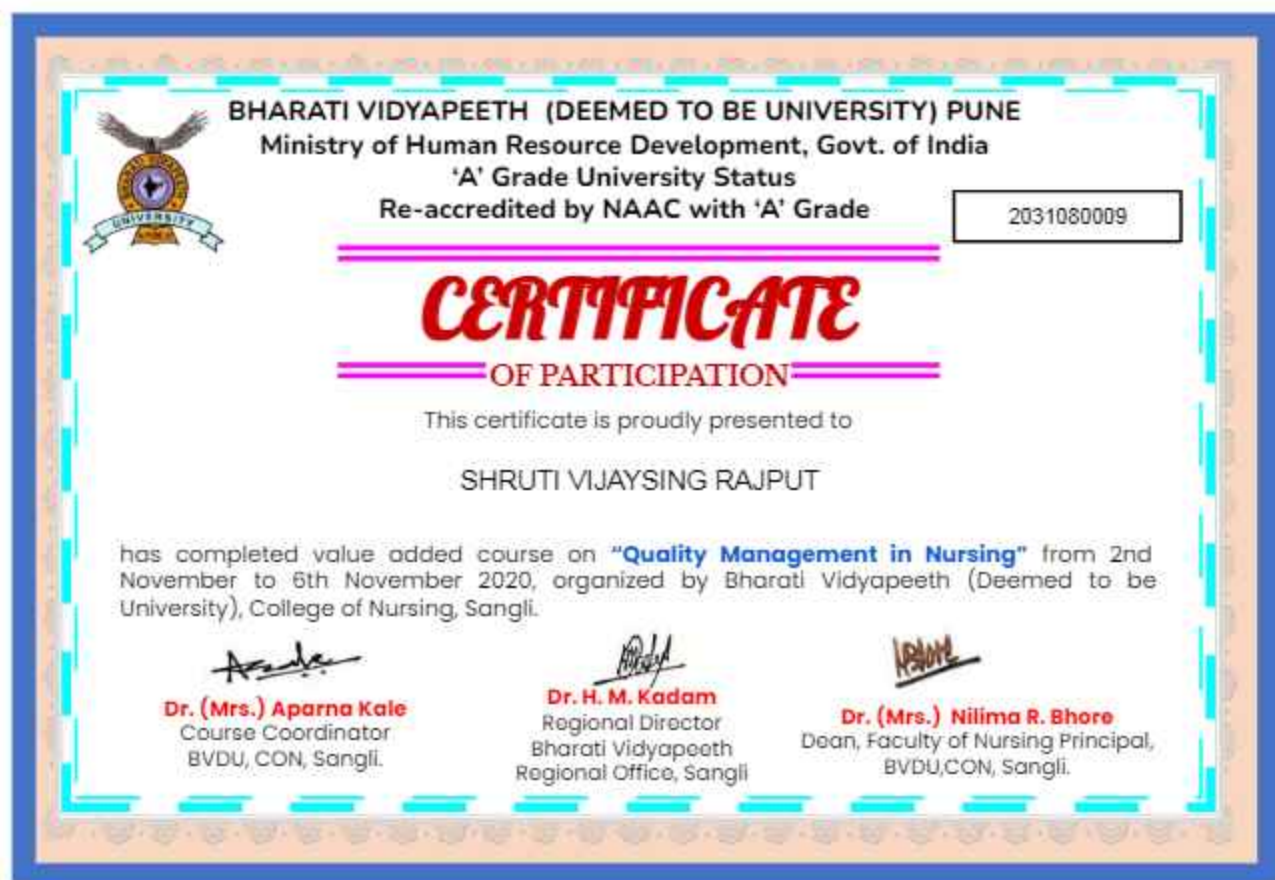 BHARATI VIDYAPEETH (DEEMED TO BE UNIVERSITY) PUNE
Ministry of Human Resource Development, Govt. of India
‘A’ Grade University Status
Re-accredited by NAAC with ‘A’ Grade
2031080009
BHARATI VIDYAPEETH
UNIVERSITY
CERTIFICATE
OF PARTICIPATION
This certificate is proudly presented to
SHRUTI VIJAYSING RAJPUT
has completed value added course on “Quality Management in Nursing” from 2nd
November to 6th November 2020, organized by Bharati Vidyapeeth (Deemed to be
University), College of Nursing, Sangli.
Dr. (Mrs.) Aparna Kale
Course Coordinator
BVDU, CON, Sangli.
Dr. H. M. Kadam
Regional Director
Bharati Vidyapeeth
Regional Office, Sangli
Dr. (Mrs.) Nilima R. Bhore
Dean, Faculty of Nursing Principal,
BVDU,CON, Sangli.